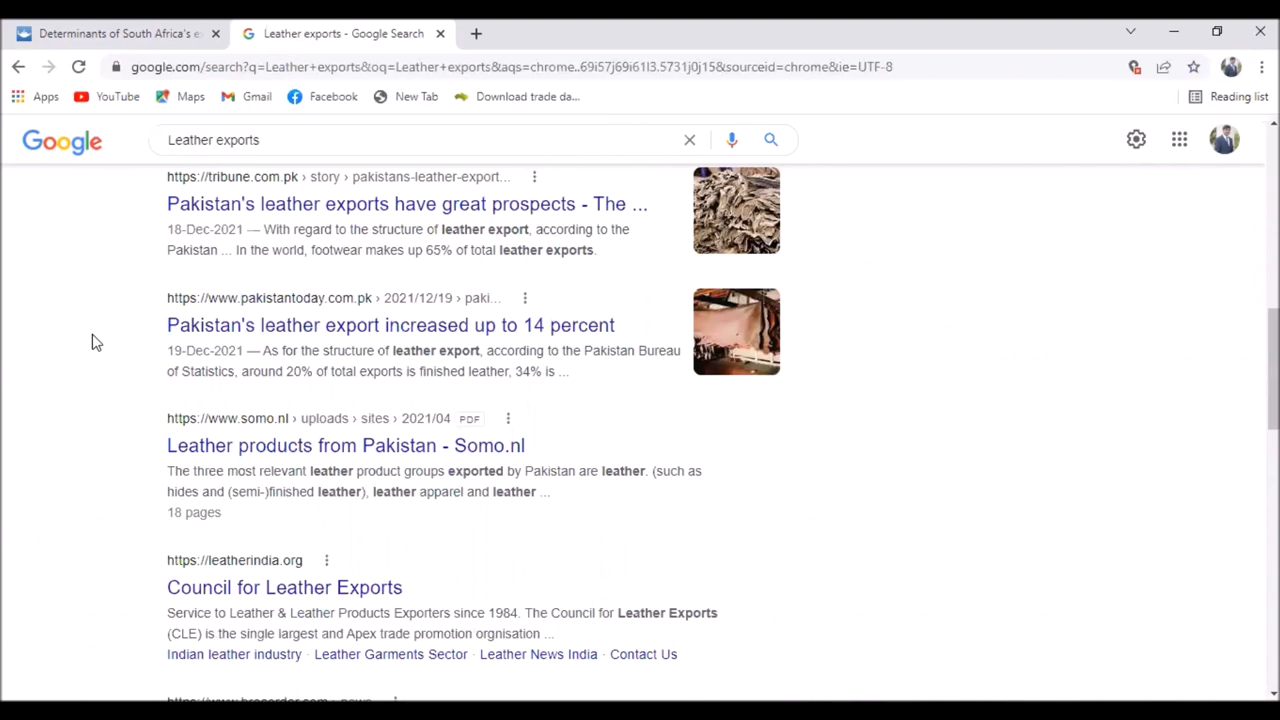 Determinants of South Africa's e
Leather exports - Google Search
google.com/search?q=Leather+exports&oq=Leather+exports&aqs=chrome..69i57j69i61l3.5731j0j15&sourceid=chrome&ie=UTF-8
Apps YouTube Maps Gmail Facebook New Tab Download trade da... Reading list
Google Leather exports
https://tribune.com.pk › story › pakistans-leather-export...
Pakistan's leather exports have great prospects - The ...
18-Dec-2021 — With regard to the structure of leather export, according to the
Pakistan ... In the world, footwear makes up 65% of total leather exports.
https://www.pakistantoday.com.pk › 2021/12/19 › paki...
Pakistan's leather export increased up to 14 percent
19-Dec-2021 — As for the structure of leather export, according to the Pakistan Bureau
of Statistics, around 20% of total exports is finished leather, 34% is ...
https://www.somo.nl › uploads › sites › 2021/04 PDF
Leather products from Pakistan - Somo.nl
The three most relevant leather product groups exported by Pakistan are leather. (such as
hides and (semi-)finished leather), leather apparel and leather ...
18 pages
https://leatherindia.org
Council for Leather Exports
Service to Leather & Leather Products Exporters since 1984. The Council for Leather Exports
(CLE) is the single largest and Apex trade promotion orgnisation ...
Indian leather industry · Leather Garments Sector · Leather News India · Contact Us